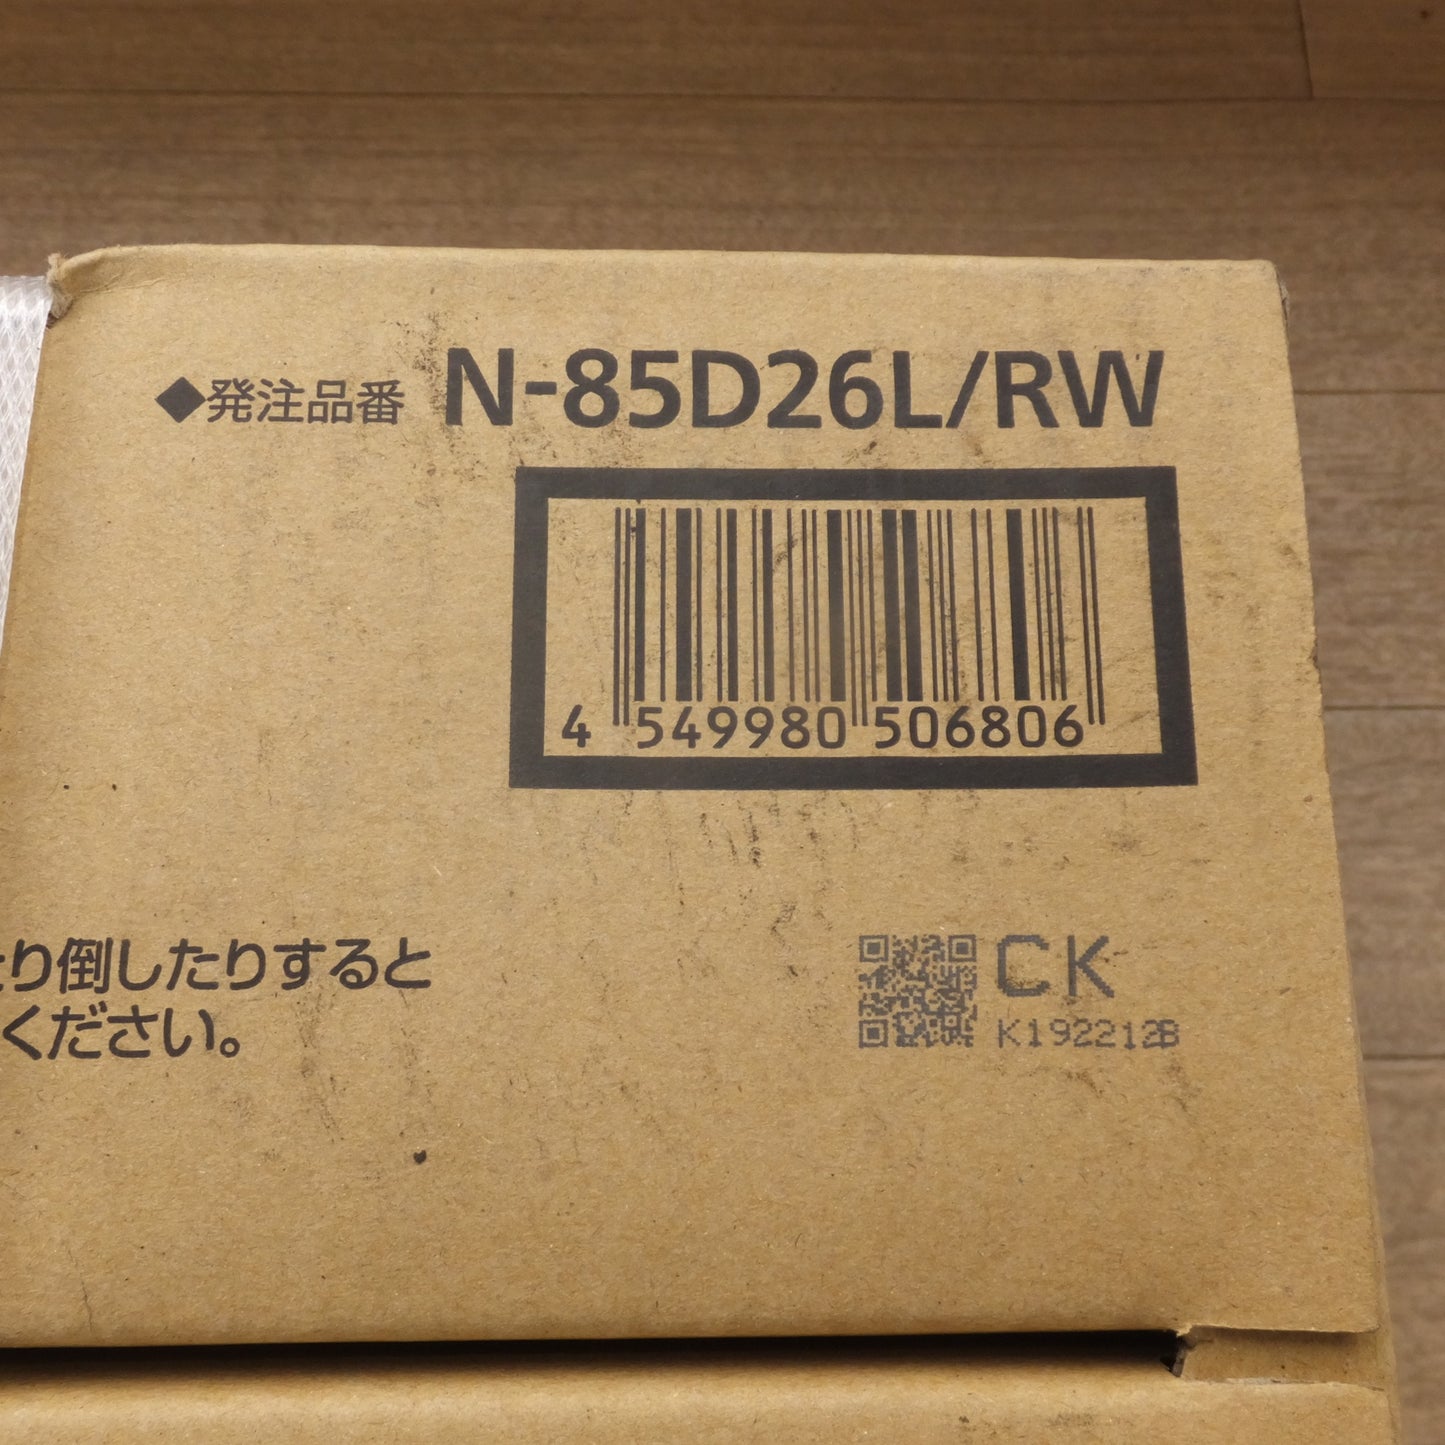 ◆発注品番 N-85D26L/RW
4 549980 506806
り倒したりすると
ください。
CK
K192212B